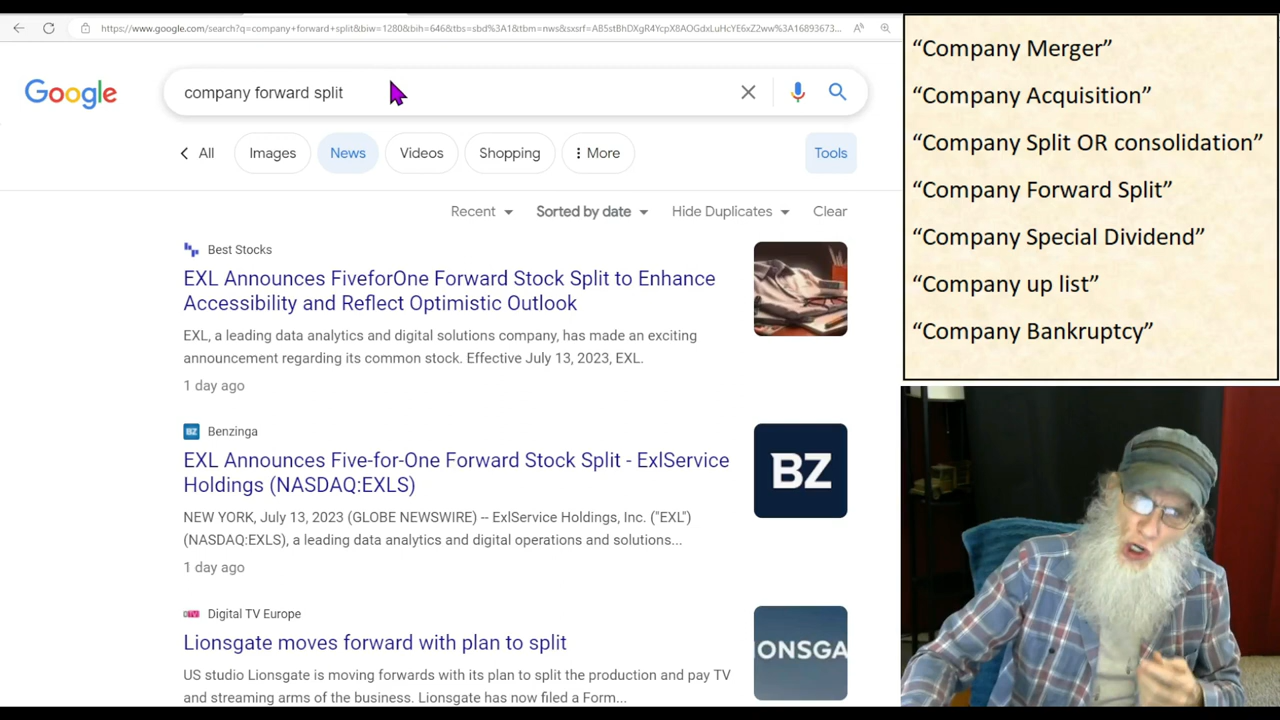 https://www.google.com/search?q=company+forward+split&biw=1280&bih=646&tbs=sbd%3A1&tbm=nws&sxsrf=AB5stBhDXgR4YcpX8AOGdxLuHcYE6xZ2ww%3A16893673...
Google
company forward split
All
Images
News
Videos
Shopping
More
Tools
Recent
Sorted by date
Hide Duplicates
Clear
Best Stocks
EXL Announces FiveforOne Forward Stock Split to Enhance
Accessibility and Reflect Optimistic Outlook
EXL, a leading data analytics and digital solutions company, has made an exciting
announcement regarding its common stock. Effective July 13, 2023, EXL.
1 day ago
BZ
Benzinga
EXL Announces Five-for-One Forward Stock Split - ExlService
Holdings (NASDAQ:EXLS)
NEW YORK, July 13, 2023 (GLOBE NEWSWIRE) -- ExlService Holdings, Inc. ("EXL")
(NASDAQ:EXLS), a leading data analytics and digital operations and solutions...
1 day ago
BZ
Digital TV Europe
Lionsgate moves forward with plan to split
US studio Lionsgate is moving forwards with its plan to split the production and pay TV
and streaming arms of the business. Lionsgate has now filed a Form...
IONSGA
“Company Merger”
“Company Acquisition”
“Company Split OR consolidation”
“Company Forward Split”
“Company Special Dividend”
“Company up list”
“Company Bankruptcy”